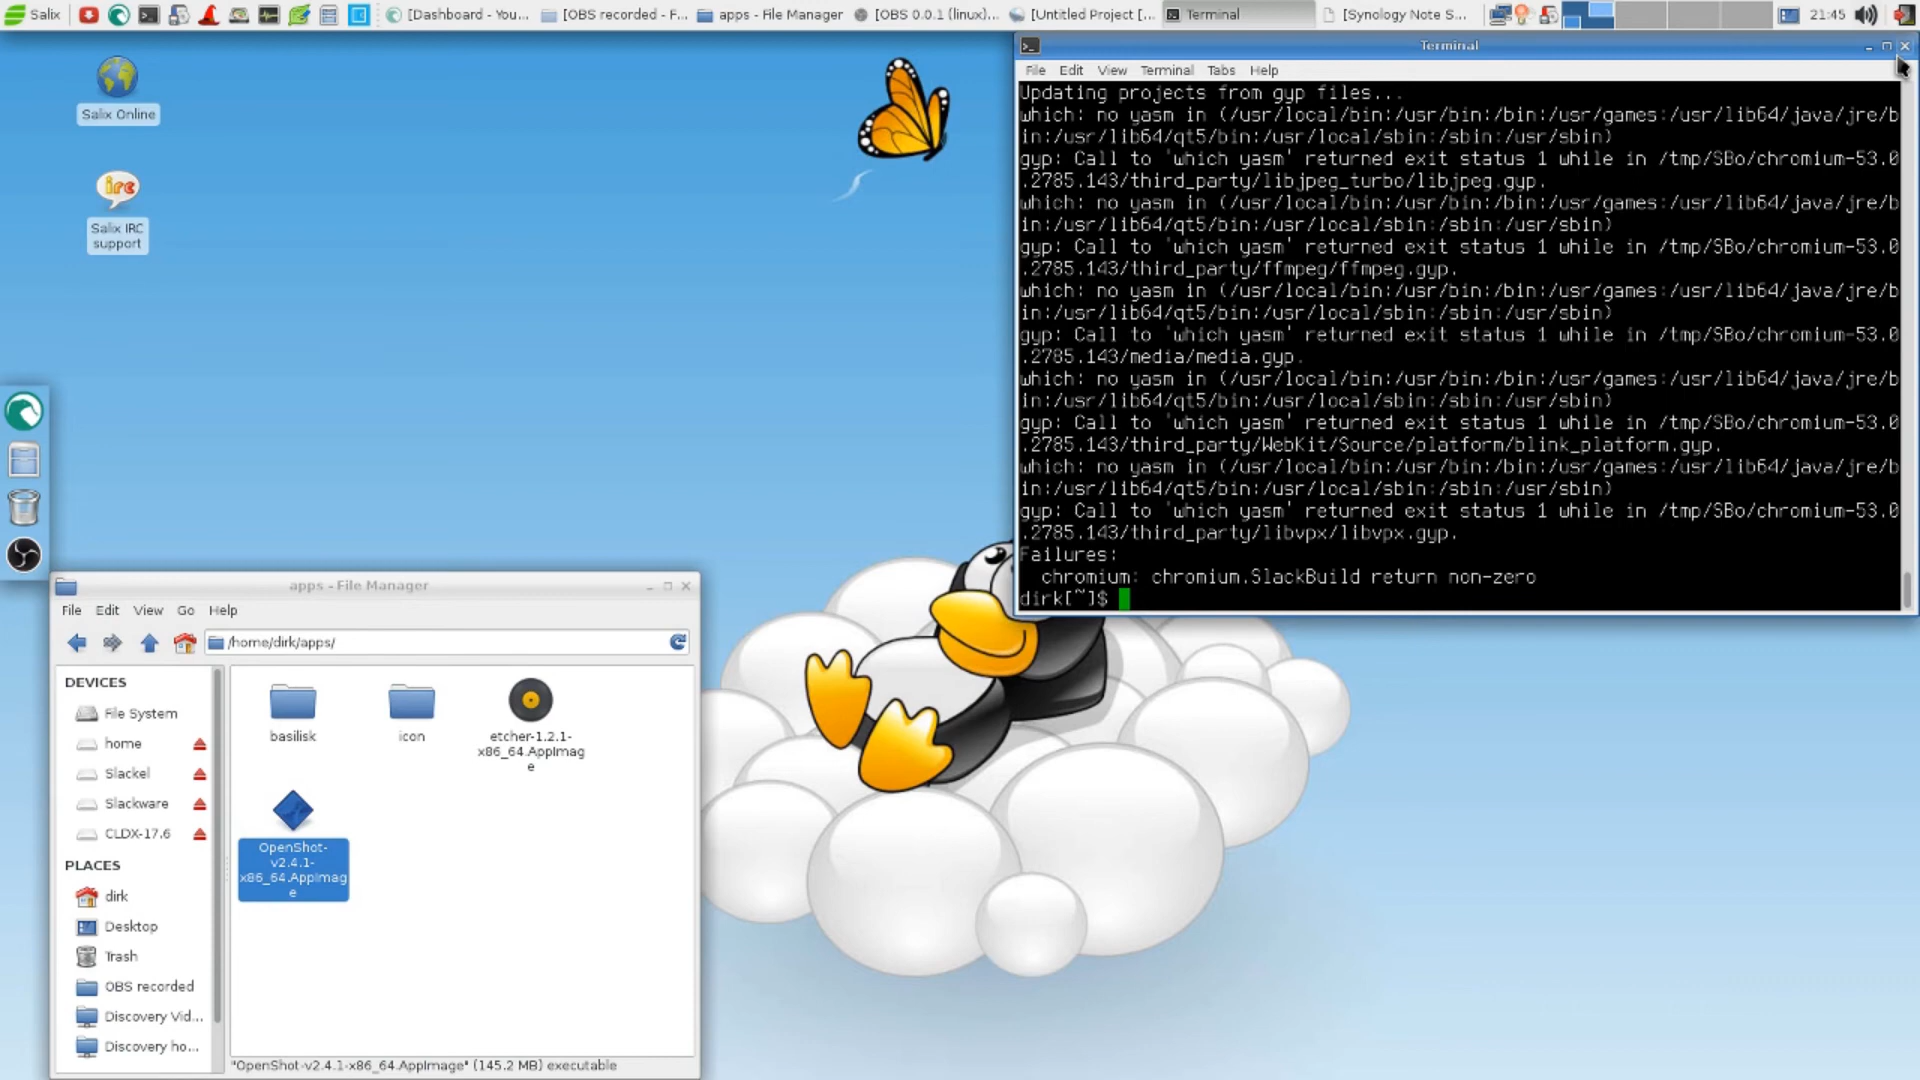 Salix
[Dashboard - You...
[OBS recorded - F...
apps - File Manager
[OBS 0.0.1 (linux)...
[Untitled Project [...
Terminal
[Synology Note S...
21:45
Salix Online
irc
Salix IRC
support
Terminal
File Edit View Terminal Tabs Help
Updating projects from gyp files...
which: no yasm in (/usr/local/bin:/usr/bin:/bin:/usr/games:/usr/lib64/java/jre/b
in:/usr/lib64/qt5/bin:/usr/local/sbin:/sbin:/usr/sbin)
gyp: Call to 'which yasm' returned exit status 1 while in /tmp/SBo/chromium-53.0
.2785.143/third_party/libjpeg_turbo/libjpeg.gyp.
which: no yasm in (/usr/local/bin:/usr/bin:/bin:/usr/games:/usr/lib64/java/jre/b
in:/usr/lib64/qt5/bin:/usr/local/sbin:/sbin:/usr/sbin)
gyp: Call to 'which yasm' returned exit status 1 while in /tmp/SBo/chromium-53.0
.2785.143/third_party/ffmpeg/ffmpeg.gyp.
which: no yasm in (/usr/local/bin:/usr/bin:/bin:/usr/games:/usr/lib64/java/jre/b
in:/usr/lib64/qt5/bin:/usr/local/sbin:/sbin:/usr/sbin)
gyp: Call to 'which yasm' returned exit status 1 while in /tmp/SBo/chromium-53.0
.2785.143/media/media.gyp.
which: no yasm in (/usr/local/bin:/usr/bin:/bin:/usr/games:/usr/lib64/java/jre/b
in:/usr/lib64/qt5/bin:/usr/local/sbin:/sbin:/usr/sbin)
gyp: Call to 'which yasm' returned exit status 1 while in /tmp/SBo/chromium-53.0
.2785.143/third_party/WebKit/Source/platform/blink_platform.gyp.
which: no yasm in (/usr/local/bin:/usr/bin:/bin:/usr/games:/usr/lib64/java/jre/b
in:/usr/lib64/qt5/bin:/usr/local/sbin:/sbin:/usr/sbin)
gyp: Call to 'which yasm' returned exit status 1 while in /tmp/SBo/chromium-53.0
.2785.143/third_party/libvpx/libvpx.gyp.
Failures:
chromium: chromium.SlackBuild return non-zero
dirk[~]$
apps - File Manager
File Edit View Go Help
/home/dirk/apps/
DEVICES
File System
home
Slackel
Slackware
CLDX-17.6
PLACES
dirk
Desktop
Trash
OBS recorded
Discovery Vid...
Discovery ho...
basilisk
icon
etcher-1.2.1-
x86_64.AppImag
e
OpenShot-
v2.4.1-
x86_64.AppImag
e
"OpenShot-v2.4.1-x86_64.AppImage" (145.2 MB) executable